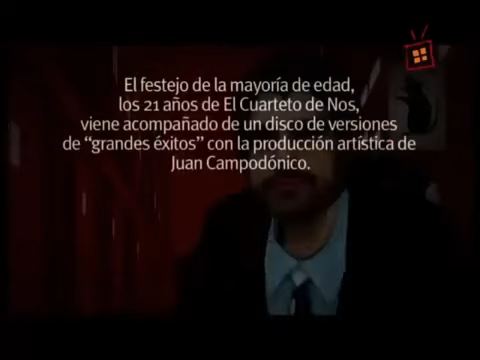 El festejo de la mayoría de edad,
los 21 años de El Cuarteto de Nos,
viene acompañado de un disco de versiones
de “grandes éxitos” con la producción artística de
Juan Campodónico.